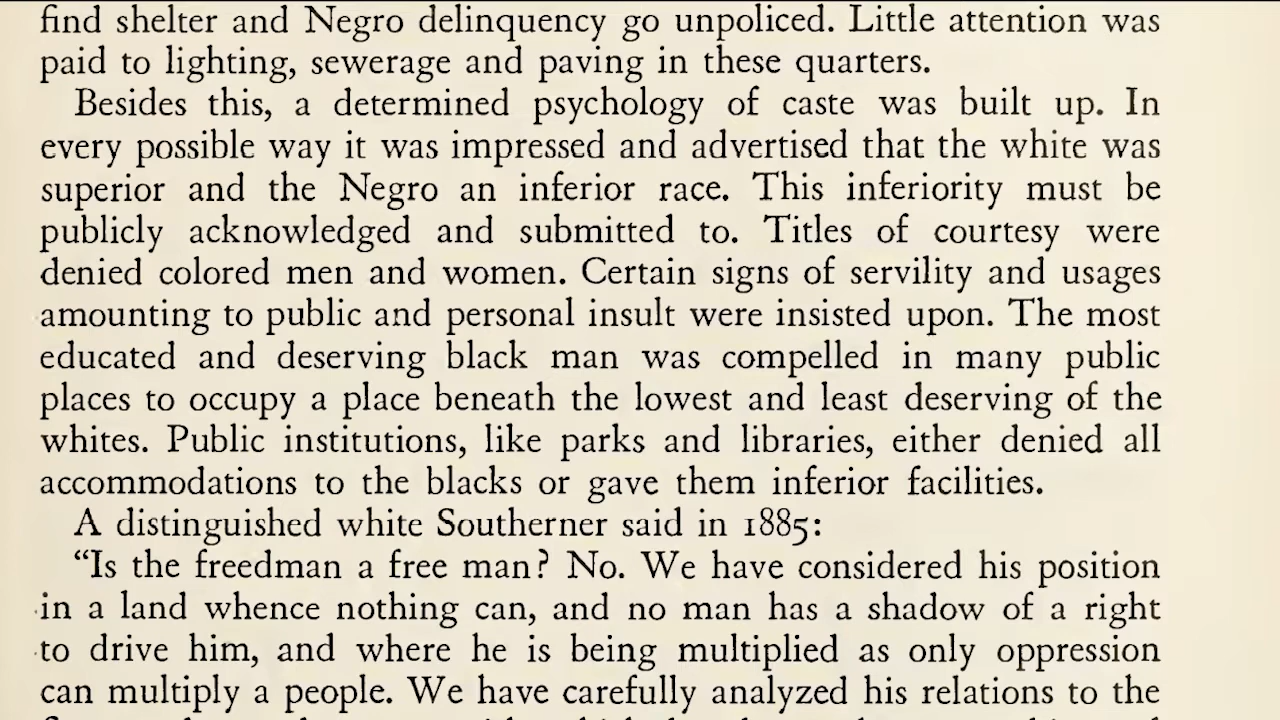 find shelter and Negro delinquency go unpoliced. Little attention was
paid to lighting, sewerage and paving in these quarters.
Besides this, a determined psychology of caste was built up. In
every possible way it was impressed and advertised that the white was
superior and the Negro an inferior race. This inferiority must be
publicly acknowledged and submitted to. Titles of courtesy were
denied colored men and women. Certain signs of servility and usages
amounting to public and personal insult were insisted upon. The most
educated and deserving black man was compelled in many public
places to occupy a place beneath the lowest and least deserving of the
whites. Public institutions, like parks and libraries, either denied all
accommodations to the blacks or gave them inferior facilities.
A distinguished white Southerner said in 1885:
“Is the freedman a free man? No. We have considered his position
in a land whence nothing can, and no man has a shadow of a right
to drive him, and where he is being multiplied as only oppression
can multiply a people. We have carefully analyzed his relations to the